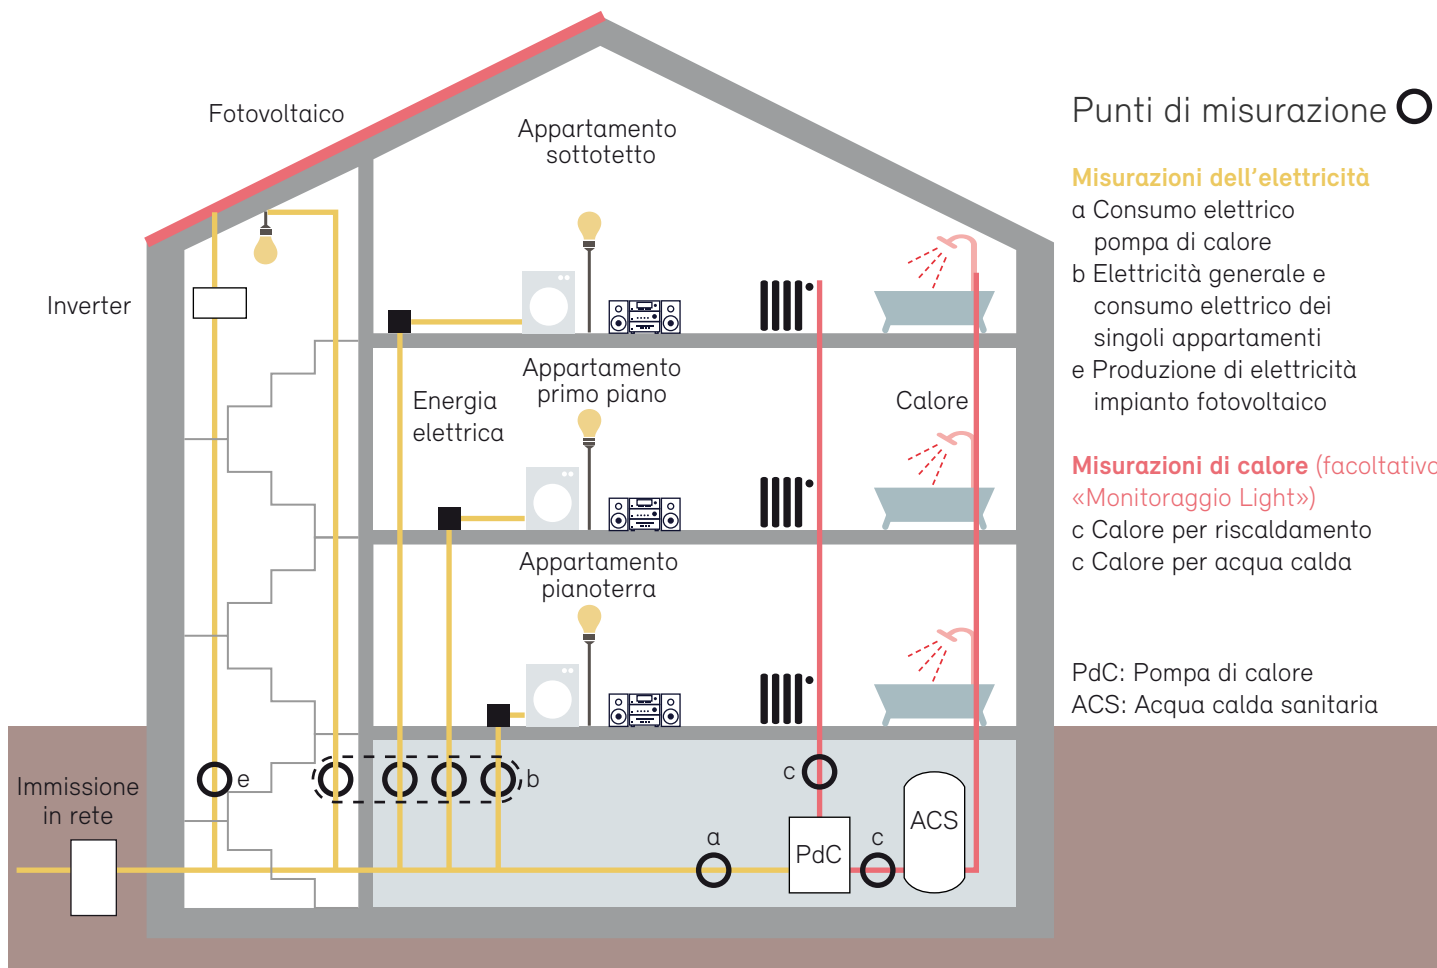 Fotovoltaico
Appartamento
sottotetto
Inverter
Appartamento
primo piano
Energia
elettrica
Calore
Appartamento
pianoterra
Immissione
in rete
e
b
c
a
c
PdC
ACS
Punti di misurazione
Misurazioni dell'elettricità
a Consumo elettrico
pompa di calore
b Elettricità generale e
consumo elettrico dei
singoli appartamenti
e Produzione di elettricità
impianto fotovoltaico
Misurazioni di calore (facoltativo
«Monitoraggio Light»)
c Calore per riscaldamento
c Calore per acqua calda
PdC: Pompa di calore
ACS: Acqua calda sanitaria